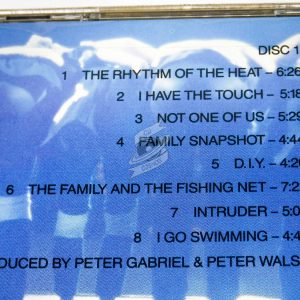 DISC 1
1 THE RHYTHM OF THE HEAT – 6:26
2 I HAVE THE TOUCH – 5:18
3 NOT ONE OF US – 5:29
4 FAMILY SNAPSHOT – 4:44
5 D.I.Y. – 4:20
6 THE FAMILY AND THE FISHING NET – 7:2
7 INTRUDER – 5:0
8 I GO SWIMMING – 4:4
DUCED BY PETER GABRIEL & PETER WALS